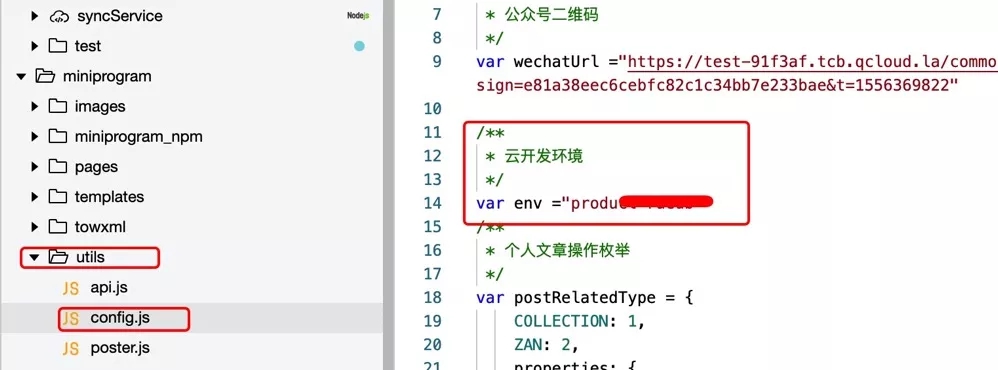 syncService
Nodejs
test
miniprogram
images
miniprogram_npm
pages
templates
towxml
utils
JS api.js
JS config.js
JS poster.js
7 * 公众号二维码
8 */
9 var wechatUrl ="https://test-91f3af.tcb.qcloud.la/commo
sign=e81a38eec6cebfc82c1c34bb7e233bae&t=1556369822"
10
11 /**
12 * 云开发环境
13 */
14 var env ="product
15 /**
16 * 个人文章操作枚举
17 */
18 var postRelatedType = {
19 COLLECTION: 1,
20 ZAN: 2,
21 properties: {